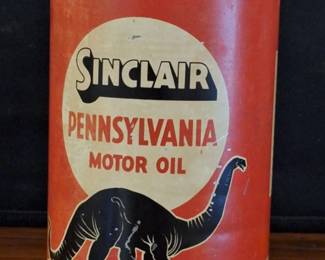 SINCLAIR
PENNSYLVANIA
MOTOR OIL